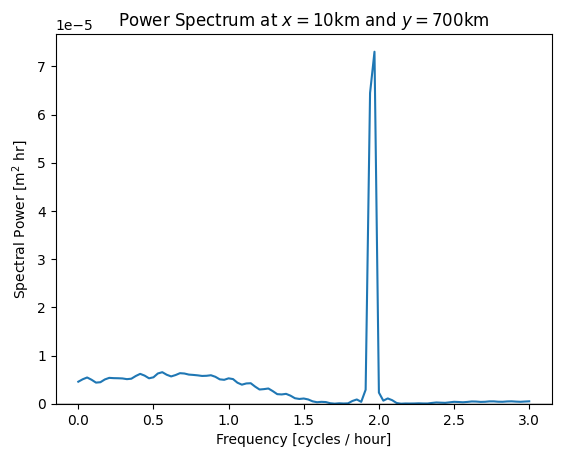 Power Spectrum at x = 10km and y = 700km
1e−5
7
6
5
4
3
2
1
0
Spectral Power [m² hr]
0.0 0.5 1.0 1.5 2.0 2.5 3.0
Frequency [cycles / hour]